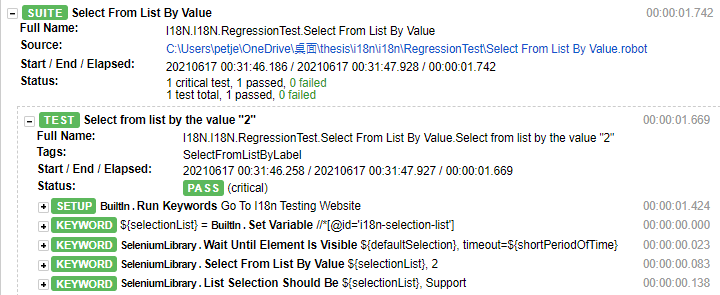 SUITE Select From List By Value 00:00:01.742
Full Name: I18N.I18N.RegressionTest.Select From List By Value
Source: C:\Users\petje\OneDrive\桌面\thesis\i18n\i18n\RegressionTest\Select From List By Value.robot
Start / End / Elapsed: 20210617 00:31:46.186 / 20210617 00:31:47.928 / 00:00:01.742
Status: 1 critical test, 1 passed, 0 failed
1 test total, 1 passed, 0 failed
TEST Select from list by the value "2" 00:00:01.669
Full Name: I18N.I18N.RegressionTest.Select From List By Value.Select from list by the value "2"
Tags: SelectFromListByLabel
Start / End / Elapsed: 20210617 00:31:46.258 / 20210617 00:31:47.927 / 00:00:01.669
Status: PASS (critical)
SETUP BuiltIn . Run Keywords Go To I18n Testing Website 00:00:01.424
KEYWORD ${selectionList} = BuiltIn . Set Variable //*[@id='i18n-selection-list'] 00:00:00.000
KEYWORD SeleniumLibrary . Wait Until Element Is Visible ${defaultSelection}, timeout=${shortPeriodOfTime} 00:00:00.023
KEYWORD SeleniumLibrary . Select From List By Value ${selectionList}, 2 00:00:00.083
KEYWORD SeleniumLibrary . List Selection Should Be ${selectionList}, Support 00:00:00.138